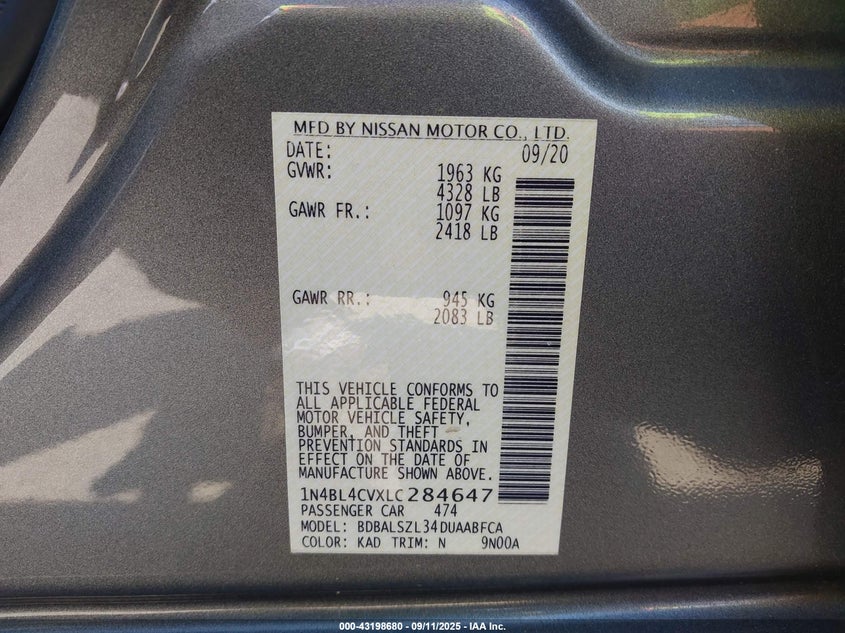 MFD BY NISSAN MOTOR CO., LTD.
DATE: 09/20
GVWR: 1963 KG
4328 LB
GAWR FR.: 1097 KG
2418 LB
GAWR RR.: 945 KG
2083 LB
THIS VEHICLE CONFORMS TO
ALL APPLICABLE FEDERAL
MOTOR VEHICLE SAFETY,
BUMPER, AND THEFT
PREVENTION STANDARDS IN
EFFECT ON THE DATE OF
MANUFACTURE SHOWN ABOVE.
1N4BL4CVXLC284647
PASSENGER CAR 474
MODEL: BDBALSZL34DUAABFCA
COLOR: KAD TRIM: N 9N00A
000-43198680 - 09/11/2025 - IAA Inc.